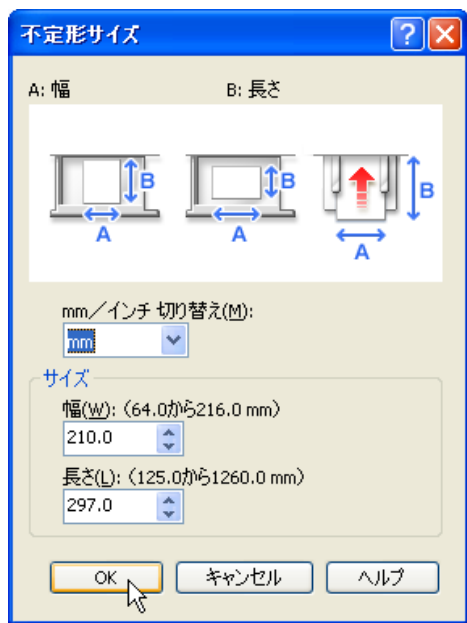 不定形サイズ
A: 幅 B: 長さ
B B B
A A A
mm／インチ 切り替え(M):
mm
サイズ
幅(W): (64.0から216.0 mm)
210.0
長さ(L): (125.0から1260.0 mm)
297.0
OK キャンセル ヘルプ